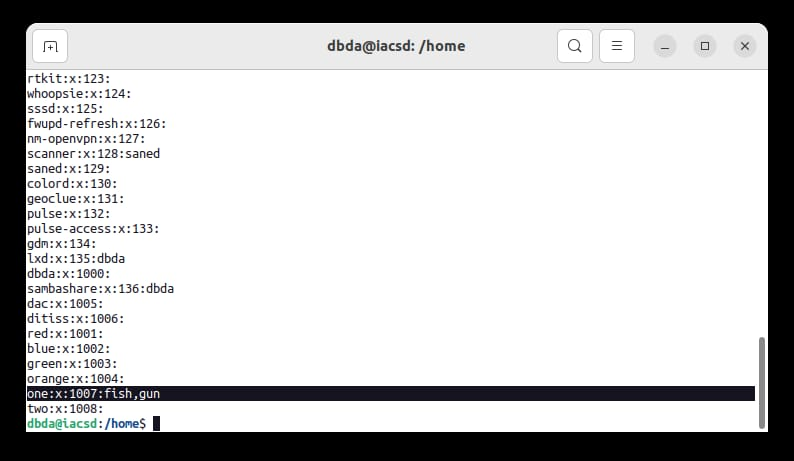 dbda@iacsd: /home
rtkit:x:123:
whoopsie:x:124:
sssd:x:125:
fwupd-refresh:x:126:
nm-openvpn:x:127:
scanner:x:128:saned
saned:x:129:
colord:x:130:
geoclue:x:131:
pulse:x:132:
pulse-access:x:133:
gdm:x:134:
lxd:x:135:dbda
dbda:x:1000:
sambashare:x:136:dbda
dac:x:1005:
ditiss:x:1006:
red:x:1001:
blue:x:1002:
green:x:1003:
orange:x:1004:
one:x:1007:fish,gun
two:x:1008:
dbda@iacsd:/home$